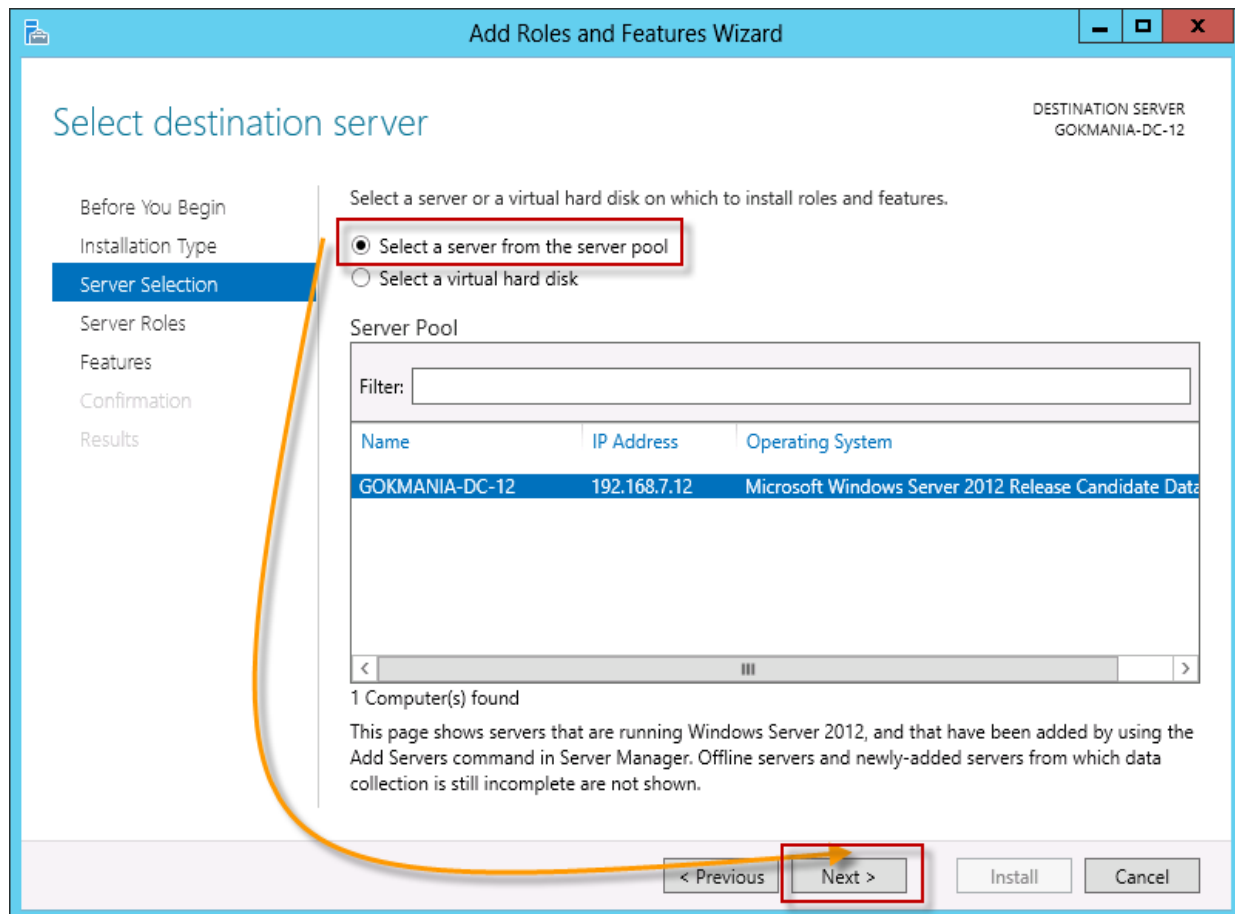 Add Roles and Features Wizard
Select destination server
DESTINATION SERVER
GOKMANIA-DC-12
Before You Begin
Installation Type
Server Selection
Server Roles
Features
Confirmation
Results
Select a server or a virtual hard disk on which to install roles and features.
Select a server from the server pool
Select a virtual hard disk
Server Pool
Filter:
Name IP Address Operating System
GOKMANIA-DC-12 192.168.7.12 Microsoft Windows Server 2012 Release Candidate Data
1 Computer(s) found
This page shows servers that are running Windows Server 2012, and that have been added by using the
Add Servers command in Server Manager. Offline servers and newly-added servers from which data
collection is still incomplete are not shown.
< Previous Next > Install Cancel